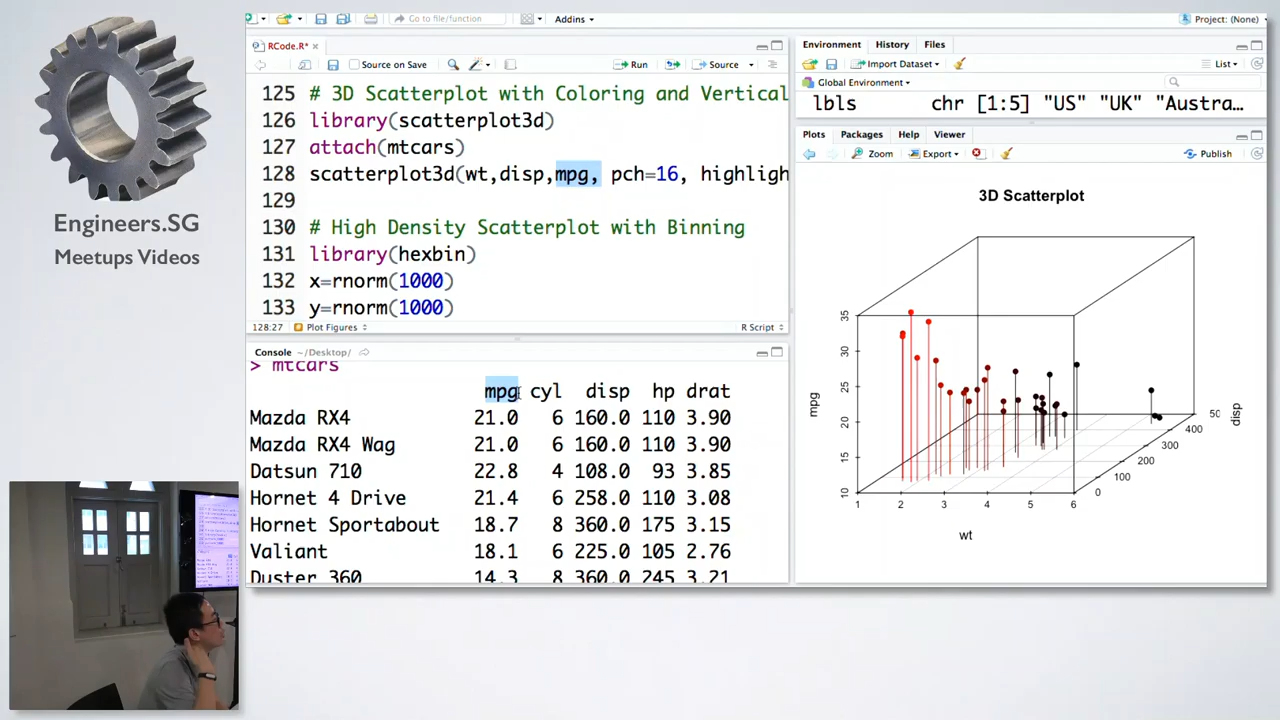 Engineers.SG
Meetups Videos
Go to file/function
Addins
Project: (None)
RCode.R*
Source on Save
Run
Source
125 # 3D Scatterplot with Coloring and Vertical
126 library(scatterplot3d)
127 attach(mtcars)
128 scatterplot3d(wt,disp,mpg, pch=16, highligh
129
130 # High Density Scatterplot with Binning
131 library(hexbin)
132 x=rnorm(1000)
133 y=rnorm(1000)
128:27 Plot Figures R Script
Console ~/Desktop/
> mtcars
mpg cyl disp hp drat
Mazda RX4 21.0 6 160.0 110 3.90
Mazda RX4 Wag 21.0 6 160.0 110 3.90
Datsun 710 22.8 4 108.0 93 3.85
Hornet 4 Drive 21.4 6 258.0 110 3.08
Hornet Sportabout 18.7 8 360.0 175 3.15
Valiant 18.1 6 225.0 105 2.76
Duster 360 14.3 8 360.0 245 3.21
Environment History Files
Import Dataset List
Global Environment
lbls chr [1:5] "US" "UK" "Austra...
Plots Packages Help Viewer
Zoom Export Publish
3D Scatterplot
35
30
25
20
15
10
mpg
1 2 3 4 5 6
wt
0
100
200
300
400
50
disp